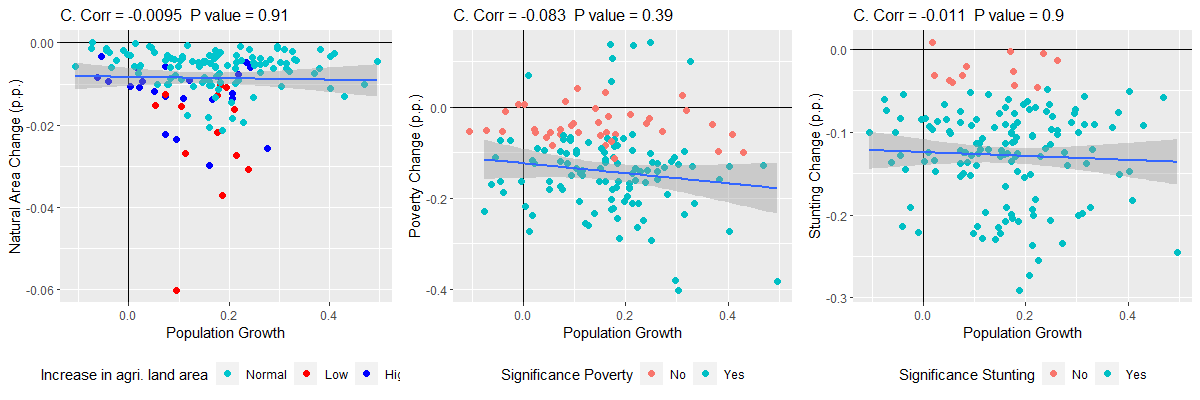 C. Corr = -0.0095 P value = 0.91
0.00
-0.02
-0.04
-0.06
Natural Area Change (p.p.)
0.0 0.2 0.4
Population Growth
Increase in agri. land area Normal Low Hig
C. Corr = -0.083 P value = 0.39
0.0
-0.2
-0.4
Poverty Change (p.p.)
0.0 0.2 0.4
Population Growth
Significance Poverty No Yes
C. Corr = -0.011 P value = 0.9
0.0
-0.1
-0.2
-0.3
Stunting Change (p.p.)
0.0 0.2 0.4
Population Growth
Significance Stunting No Yes